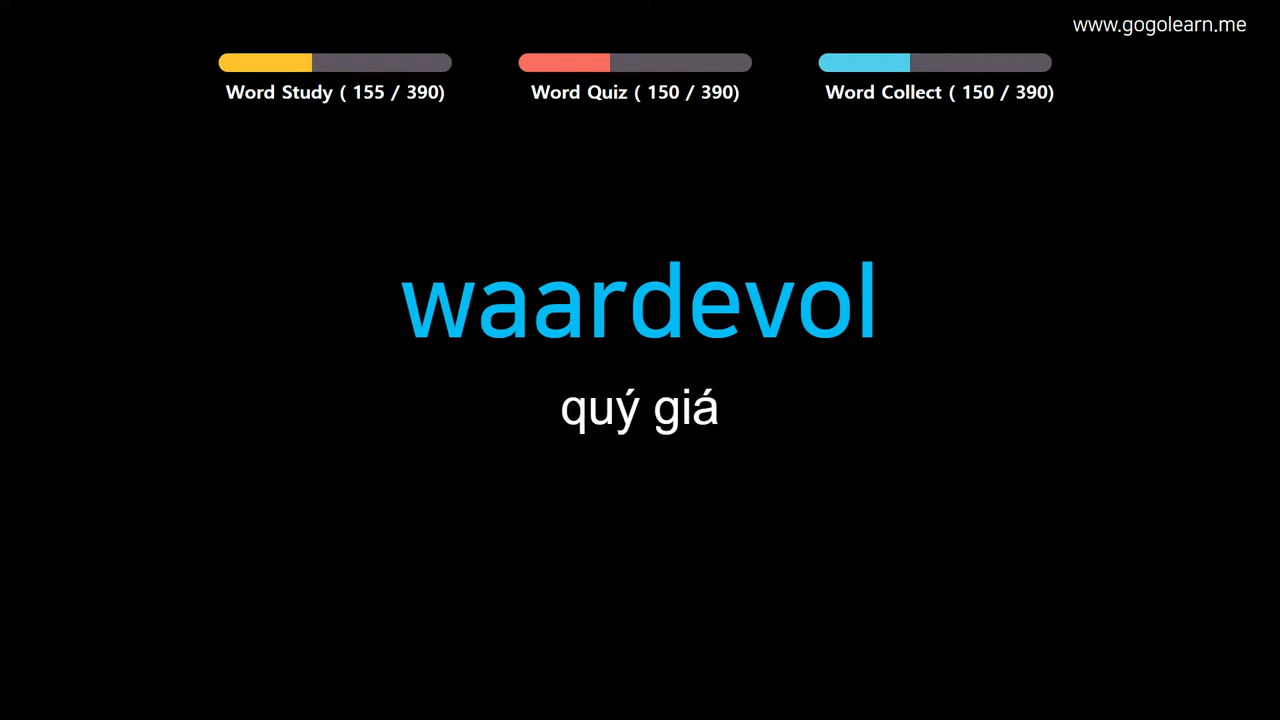 www.gogolearn.me
Word Study ( 155 / 390)
Word Quiz ( 150 / 390)
Word Collect ( 150 / 390)
waardevol
quý giá